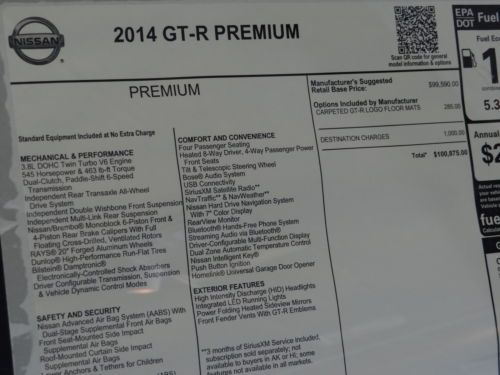 NISSAN
2014 GT-R PREMIUM
PREMIUM
Standard Equipment Included at No Extra Charge
MECHANICAL & PERFORMANCE
3.8L DOHC Twin Turbo V6 Engine
545 Horsepower & 463 lb-ft Torque
Dual-Clutch, Paddle-Shift 6-Speed
Transmission
Independent Rear Transaxle All-Wheel
Drive System
Independent Double Wishbone Front Suspension
Independent Multi-Link Rear Suspension
Nissan/Brembo® Monoblock 6-Piston Front &
4-Piston Rear Brake Calipers With Full
Floating Cross-Drilled, Ventilated Rotors
RAYS® 20" Forged Aluminum Wheels
Dunlop® High-Performance Run-Flat Tires
Bilstein® Damptronic®
Electronically-Controlled Shock Absorbers
Driver Configurable Transmission, Suspension
& Vehicle Dynamic Control Modes
SAFETY AND SECURITY
Nissan Advanced Air Bag System (AABS) With
Dual-Stage Supplemental Front Air Bags
Front Seat-Mounted Side Impact
Supplemental Air Bags
Roof-Mounted Curtain Side Impact
Supplemental Air Bags
Lower Anchors & Tethers for Children
(AABS)
COMFORT AND CONVENIENCE
Four Passenger Seating
Heated 8-Way Driver, 4-Way Passenger Power
Front Seats
Tilt & Telescopic Steering Wheel
Bose® Audio System
USB Connectivity
SiriusXM Satellite Radio**
NavTraffic** & NavWeather**
Nissan Hard Drive Navigation System
With 7" Color Display
RearView Monitor
Bluetooth® Hands-Free Phone System
Streaming Audio via Bluetooth®
Driver-Configurable Multi-Function Display
Dual Zone Automatic Temperature Control
Nissan Intelligent Key®
Push Button Ignition
Homelink® Universal Garage Door Opener
EXTERIOR FEATURES
High Intensity Discharge (HID) Headlights
Integrated LED Running Lights
Power Folding Heated Sideview Mirrors
Front Fender Vents With GT-R Emblems
**3 months of SiriusXM Service included.
subscription sold separately; not
available to buyers in AK or HI; some
features not available in all markets.
Scan QR code for general
model information & options
Manufacturer's Suggested
Retail Base Price: $99,590.00
Options Included by Manufacturer
CARPETED GT-R LOGO FLOOR MATS 285.00
DESTINATION CHARGES 1,000.00
Total* $100,875.00
EPA
DOT
Fuel
Fuel Eco
1
5.3
Annual
$2
fuel